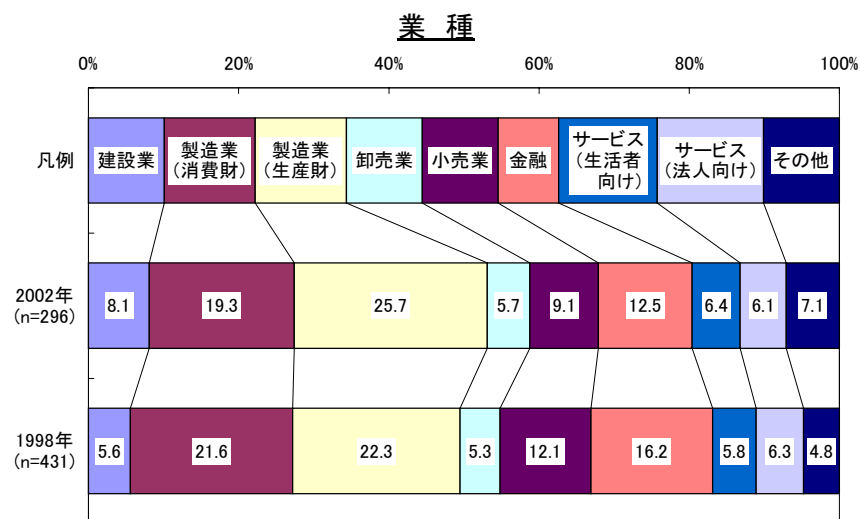 業 種
0% 20% 40% 60% 80% 100%
凡例
建設業
製造業
(消費財)
製造業
(生産財)
卸売業
小売業
金融
サービス
(生活者
向け)
サービス
(法人向け)
その他
2002年
(n=296)
8.1 19.3 25.7 5.7 9.1 12.5 6.4 6.1 7.1
1998年
(n=431)
5.6 21.6 22.3 5.3 12.1 16.2 5.8 6.3 4.8